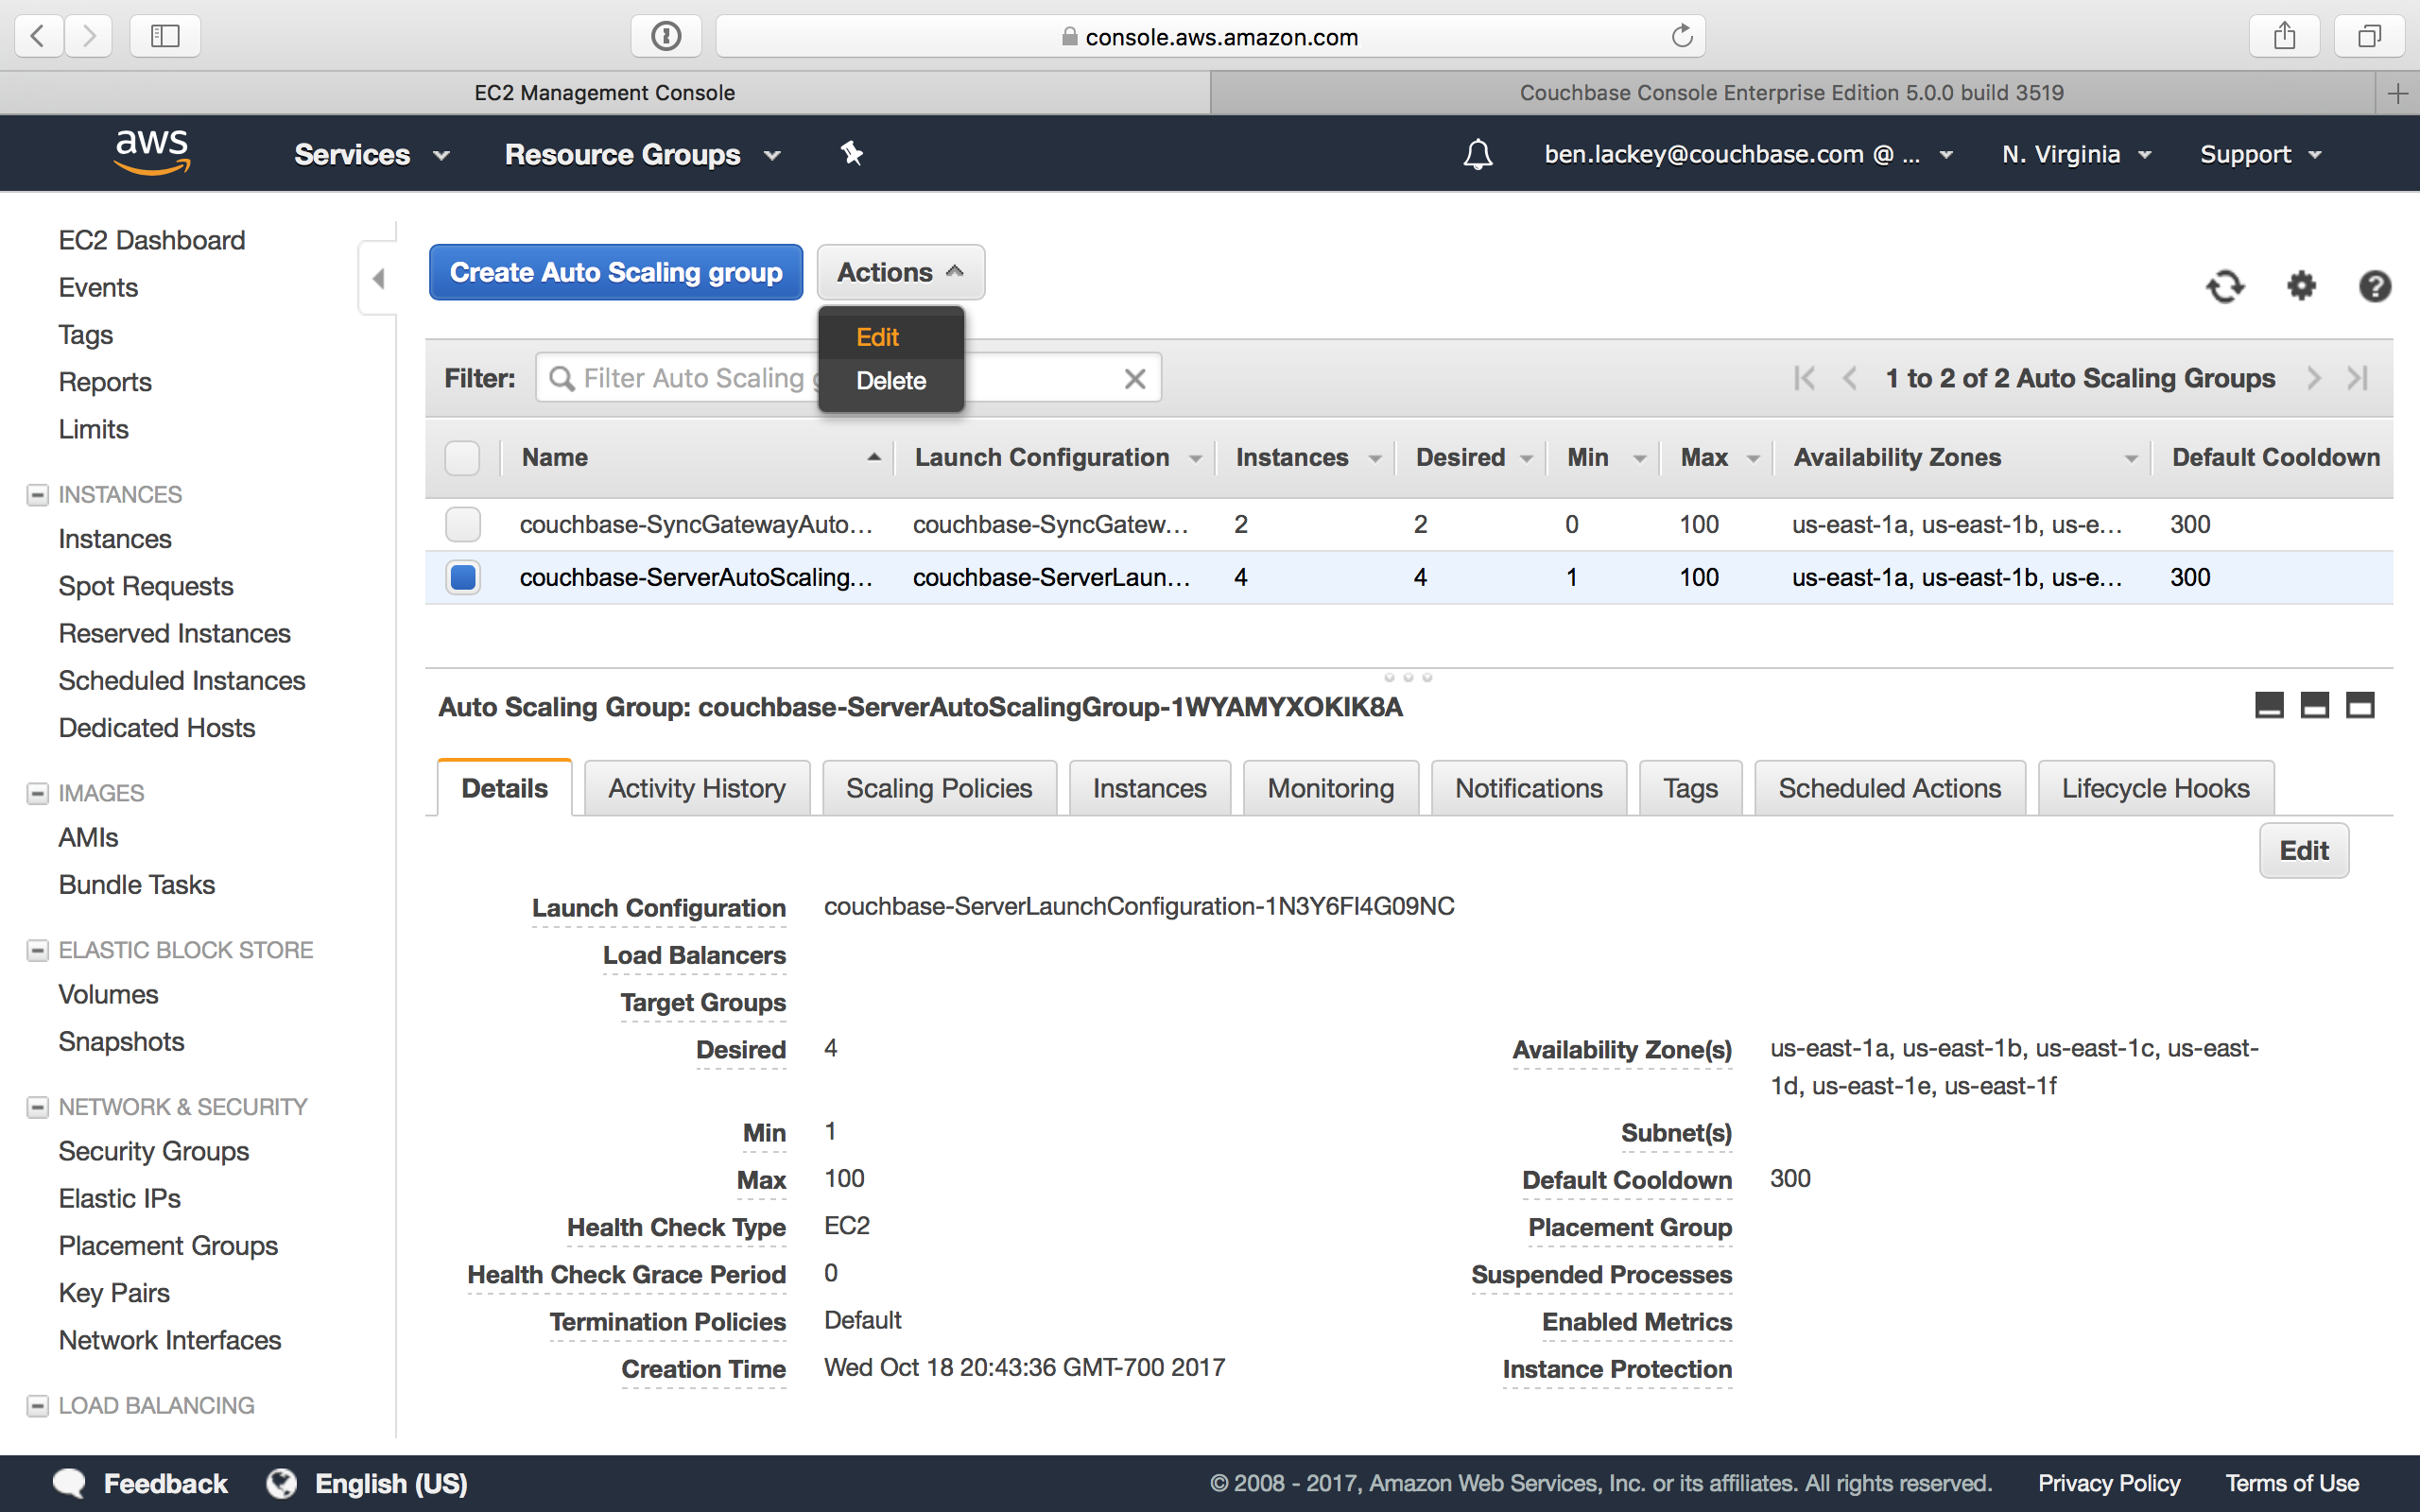 console.aws.amazon.com
EC2 Management Console
Couchbase Console Enterprise Edition 5.0.0 build 3519
aws
Services
Resource Groups
ben.lackey@couchbase.com @ ...
N. Virginia
Support
EC2 Dashboard
Events
Tags
Reports
Limits
INSTANCES
Instances
Spot Requests
Reserved Instances
Scheduled Instances
Dedicated Hosts
IMAGES
AMIs
Bundle Tasks
ELASTIC BLOCK STORE
Volumes
Snapshots
NETWORK & SECURITY
Security Groups
Elastic IPs
Placement Groups
Key Pairs
Network Interfaces
LOAD BALANCING
Create Auto Scaling group
Actions
Edit
Delete
Filter:
Filter Auto Scaling
1 to 2 of 2 Auto Scaling Groups
Name
Launch Configuration
Instances
Desired
Min
Max
Availability Zones
Default Cooldown
couchbase-SyncGatewayAuto...
couchbase-SyncGatew...
2
2
0
100
us-east-1a, us-east-1b, us-e...
300
couchbase-ServerAutoScaling...
couchbase-ServerLaun...
4
4
1
100
us-east-1a, us-east-1b, us-e...
300
Auto Scaling Group: couchbase-ServerAutoScalingGroup-1WYAMYXOKIK8A
Details
Activity History
Scaling Policies
Instances
Monitoring
Notifications
Tags
Scheduled Actions
Lifecycle Hooks
Edit
Launch Configuration
couchbase-ServerLaunchConfiguration-1N3Y6FI4G09NC
Load Balancers
Target Groups
Desired
4
Availability Zone(s)
us-east-1a, us-east-1b, us-east-1c, us-east-
1d, us-east-1e, us-east-1f
Min
1
Subnet(s)
Max
100
Default Cooldown
300
Health Check Type
EC2
Placement Group
Health Check Grace Period
0
Suspended Processes
Termination Policies
Default
Enabled Metrics
Creation Time
Wed Oct 18 20:43:36 GMT-700 2017
Instance Protection
Feedback
English (US)
© 2008 - 2017, Amazon Web Services, Inc. or its affiliates. All rights reserved.
Privacy Policy
Terms of Use